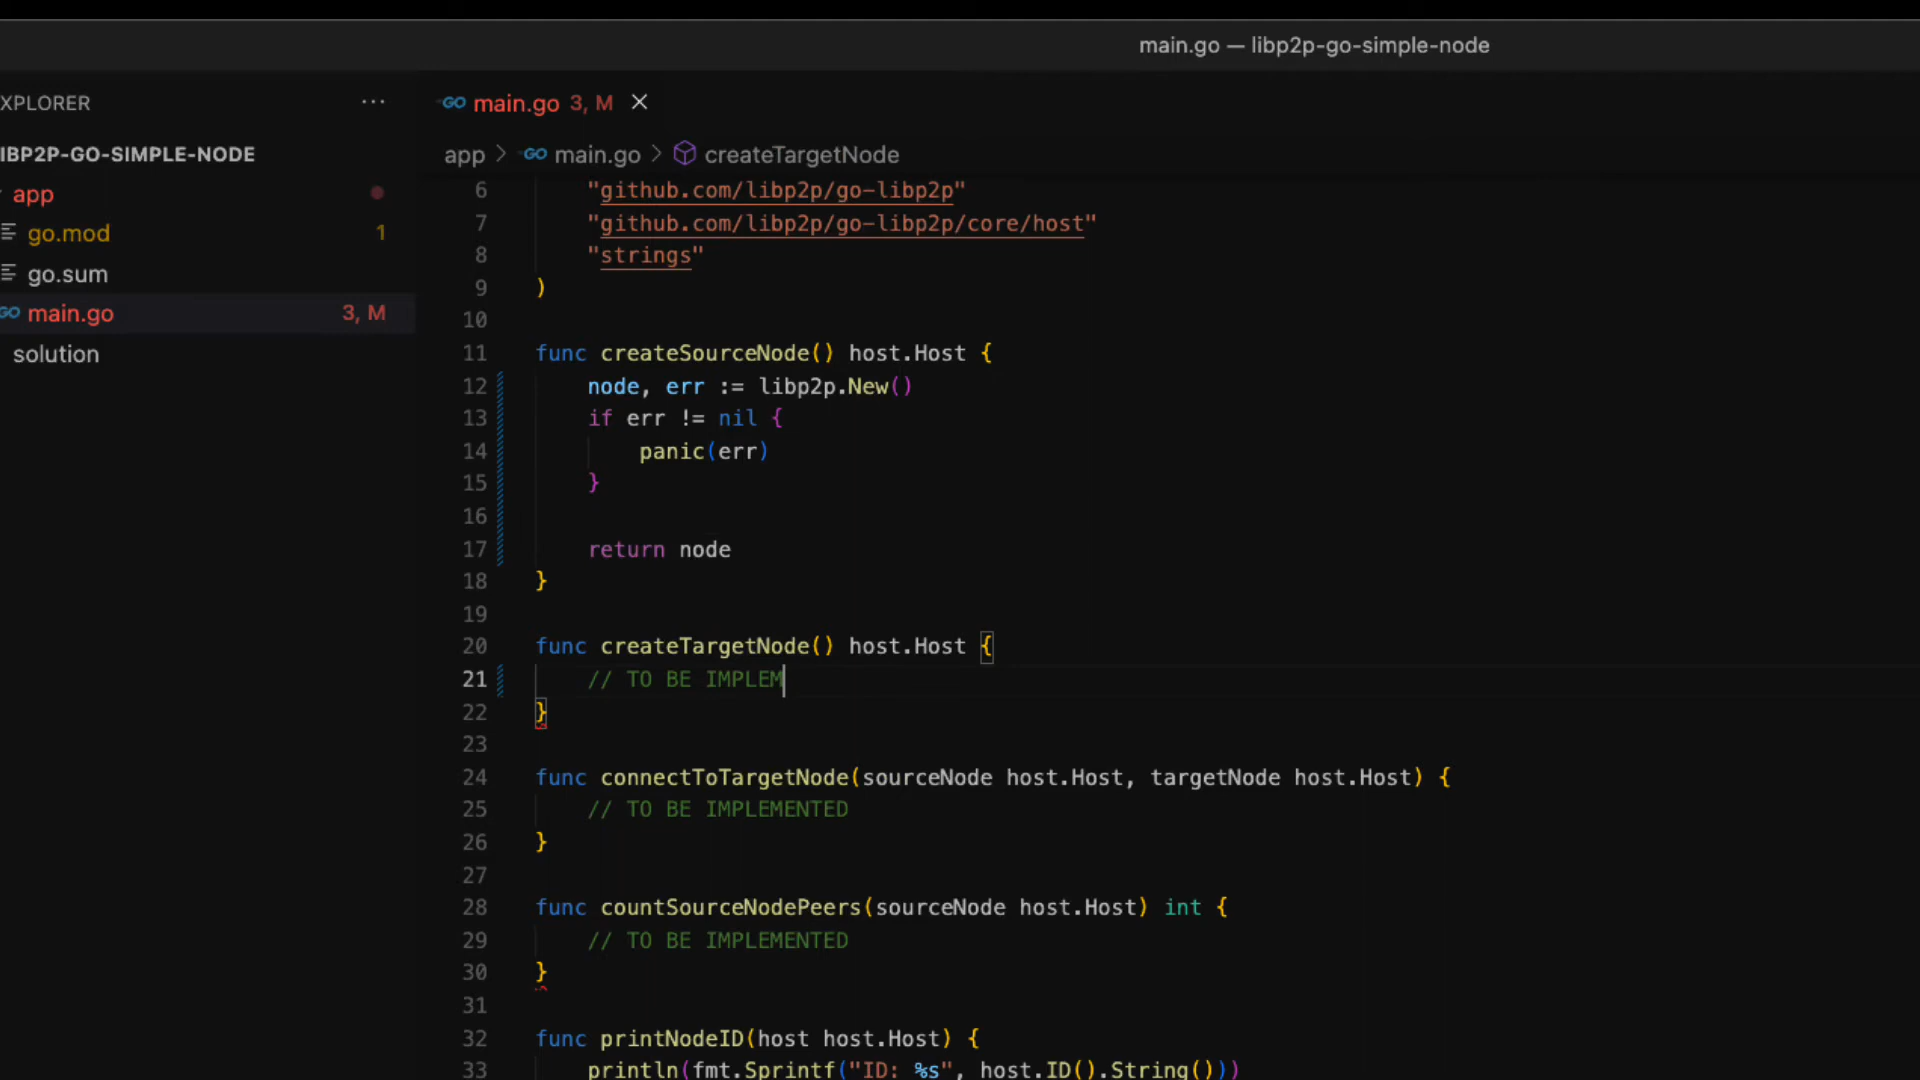 main.go — libp2p-go-simple-node
XPLORER ...
GO main.go 3, M
IBP2P-GO-SIMPLE-NODE
app > GO main.go > createTargetNode
app
go.mod 1
go.sum
GO main.go 3, M
solution
6 "github.com/libp2p/go-libp2p"
7 "github.com/libp2p/go-libp2p/core/host"
8 "strings"
9 )
10
11 func createSourceNode() host.Host {
12 node, err := libp2p.New()
13 if err != nil {
14 panic(err)
15 }
16
17 return node
18 }
19
20 func createTargetNode() host.Host {
21 // TO BE IMPLEM
22 }
23
24 func connectToTargetNode(sourceNode host.Host, targetNode host.Host) {
25 // TO BE IMPLEMENTED
26 }
27
28 func countSourceNodePeers(sourceNode host.Host) int {
29 // TO BE IMPLEMENTED
30 }
31
32 func printNodeID(host host.Host) {
33 println(fmt.Sprintf("ID: %s", host.ID().String()))